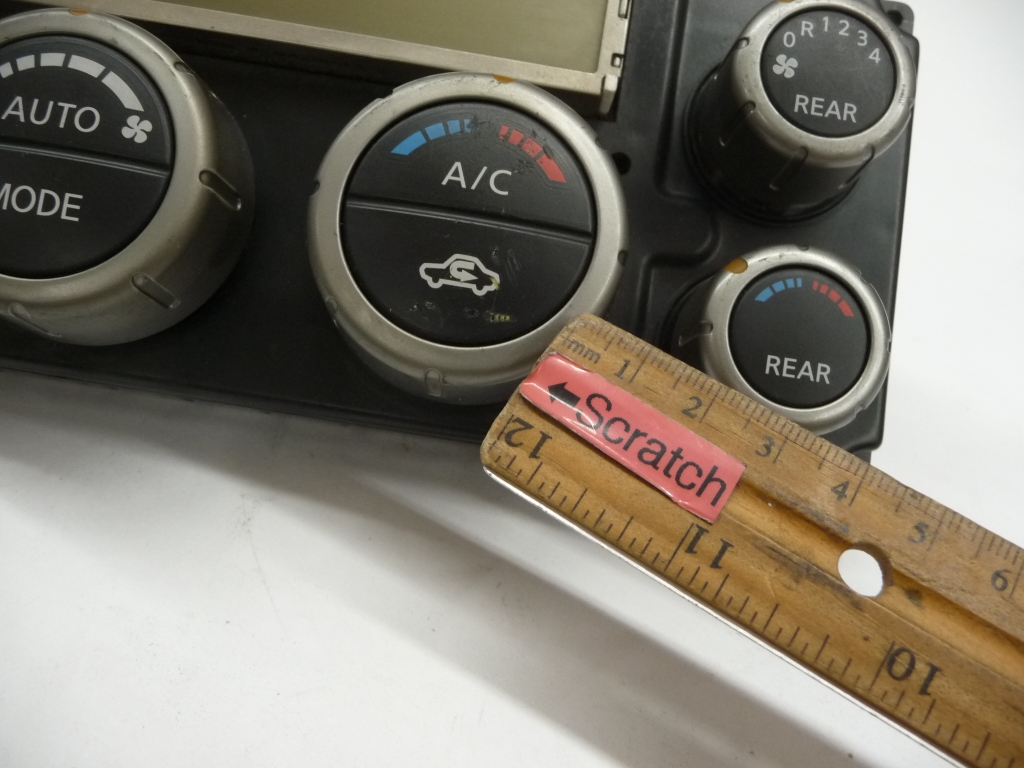 AUTO
MODE
A/C
0 R 1 2 3 4
REAR
REAR
mm 1 2 3 4 5 6
←Scratch
12 11 10